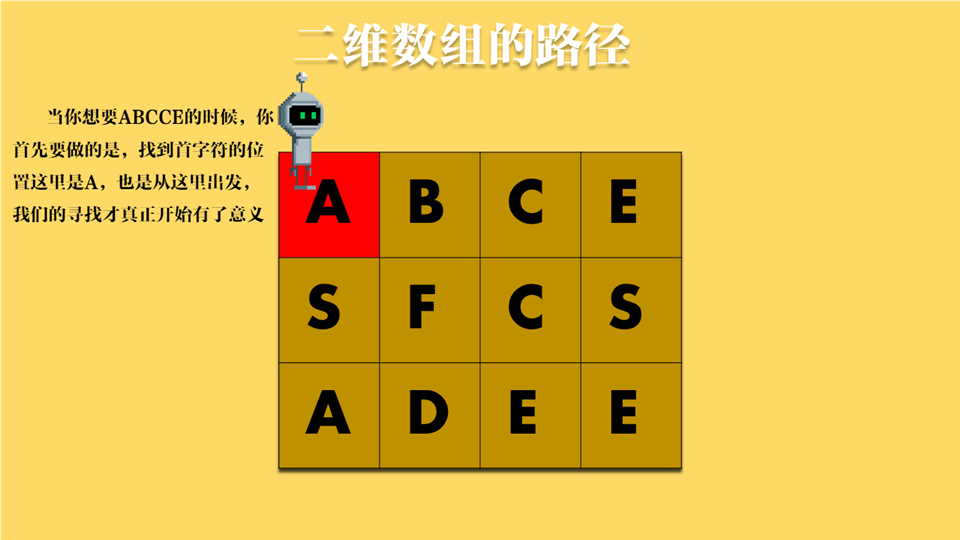 二维数组的路径
当你想要ABCCE的时候，你
首先要做的是，找到首字符的位
置这里是A，也是从这里出发，
我们的寻找才真正开始有了意义
A B C E
S F C S
A D E E